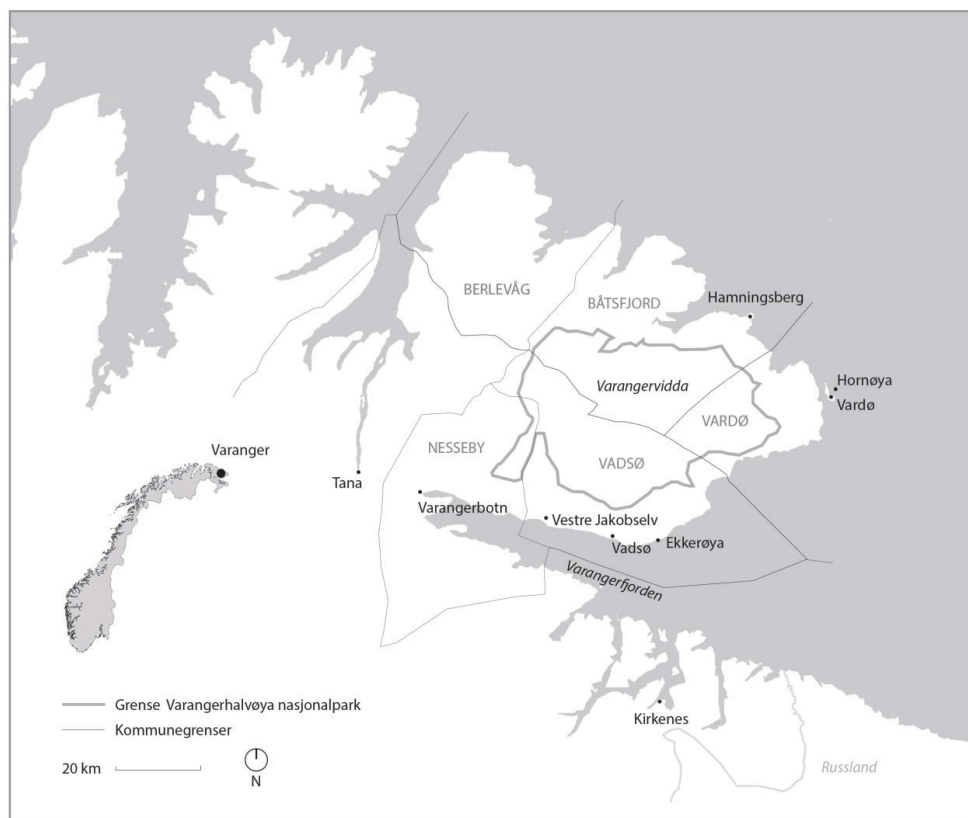 BERLEVÅG
BÅTSFJORD
Hamningsberg
Varangervidda
Hornøya
Vardø
VARDØ
NESSEBY
VADSØ
Varanger
Tana
Varangerbotn
Vestre Jakobselv
Vadsø
Ekkerøya
Varangerfjorden
Grense Varangerhalvøya nasjonalpark
Kommunegrenser
Kirkenes
20 km
N
Russland